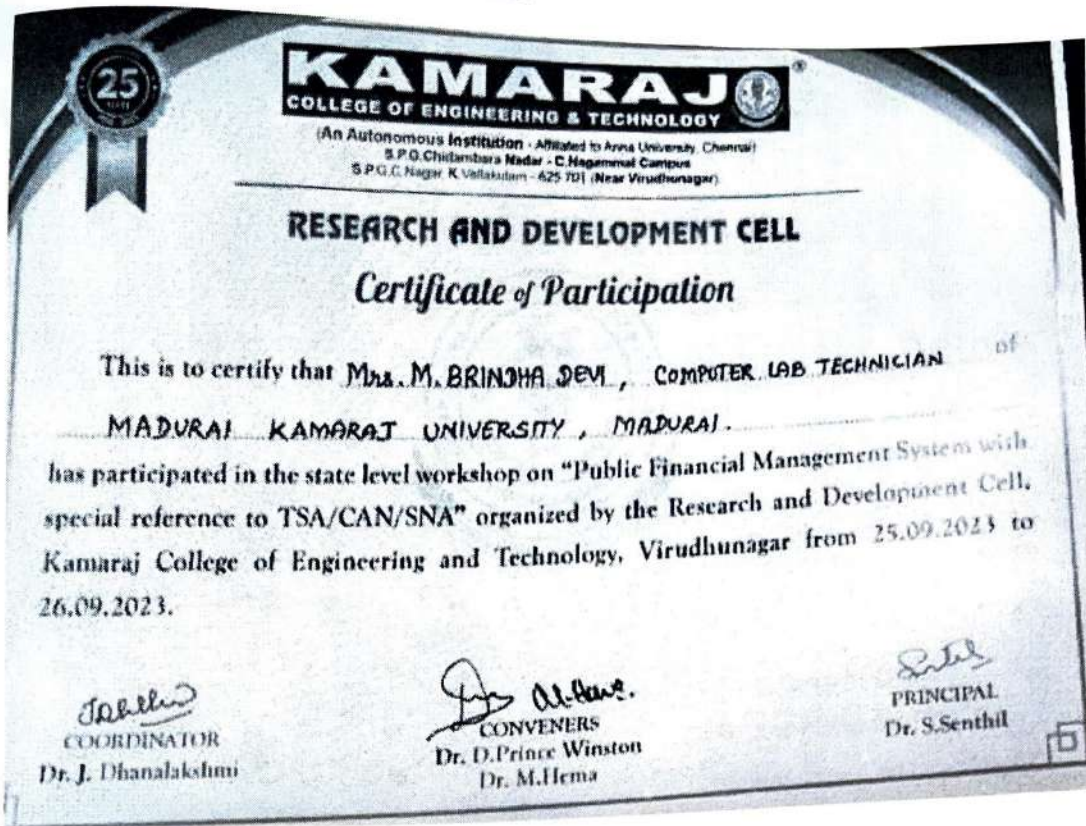 25
KAMARAJ
COLLEGE OF ENGINEERING & TECHNOLOGY
(An Autonomous Institution - Affiliated to Anna University, Chennai)
S.P.G.Chidambara Nadar - C.Nagammal Campus
S.P.G.C. Nagar, K.Vellakulam - 625 701 (Near Virudhunagar)
RESEARCH AND DEVELOPMENT CELL
Certificate of Participation
This is to certify that Mrs. M. BRINDHA DEVI, COMPUTER LAB TECHNICIAN of
MADURAI KAMARAJ UNIVERSITY, MADURAI.
has participated in the state level workshop on "Public Financial Management System with
special reference to TSA/CAN/SNA" organized by the Research and Development Cell,
Kamaraj College of Engineering and Technology, Virudhunagar from 25.09.2023 to
26.09.2023.
COORDINATOR
Dr. J. Dhanalakshmi
CONVENERS
Dr. D.Prince Winston
Dr. M.Hema
PRINCIPAL
Dr. S.Senthil